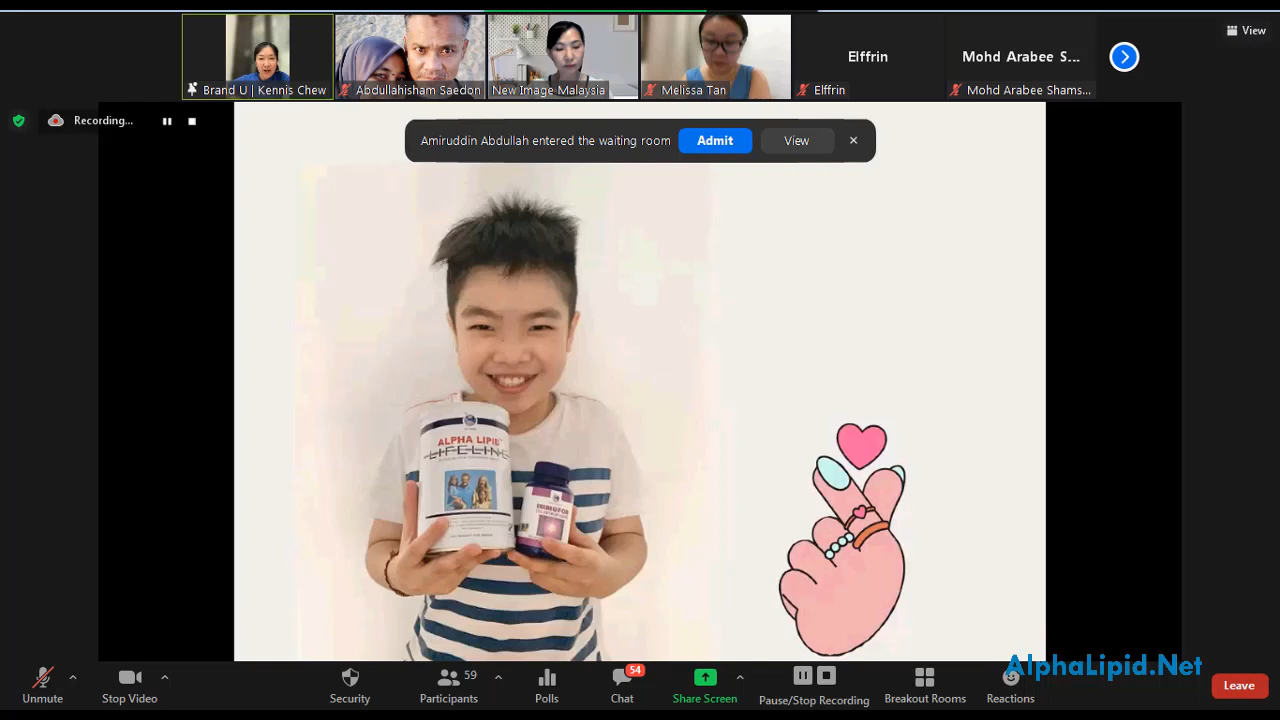 View
Brand U | Kennis Chew
Abdullahisham Saedon
New Image Malaysia
Melissa Tan
Elffrin
Elffrin
Mohd Arabee S...
Mohd Arabee Shams...
Recording...
Amiruddin Abdullah entered the waiting room
Admit
View
ALPHA LIPID
LIFELINE
IMMUFOR
Unmute
Stop Video
Security
59
Participants
Polls
54
Chat
Share Screen
Pause/Stop Recording
Breakout Rooms
Reactions
AlphaLipid.Net
Leave